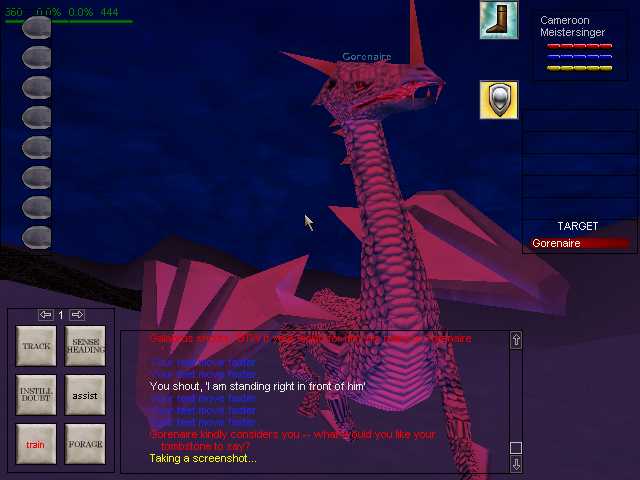 360 0.0% 0.0% 444
Gorenaire
Cameroon
Meistersinger
TARGET
Gorenaire
1
TRACK
SENSE
HEADING
INSTILL
DOUBT
assist
train
FORAGE
Your feet move faster
Your feet move faster
You shout, 'I am standing right in front of him'
Your feet move faster
Your feet move faster
Your feet move faster
Gorenaire kindly considers you -- what would you like your
tombstone to say?
Taking a screenshot...